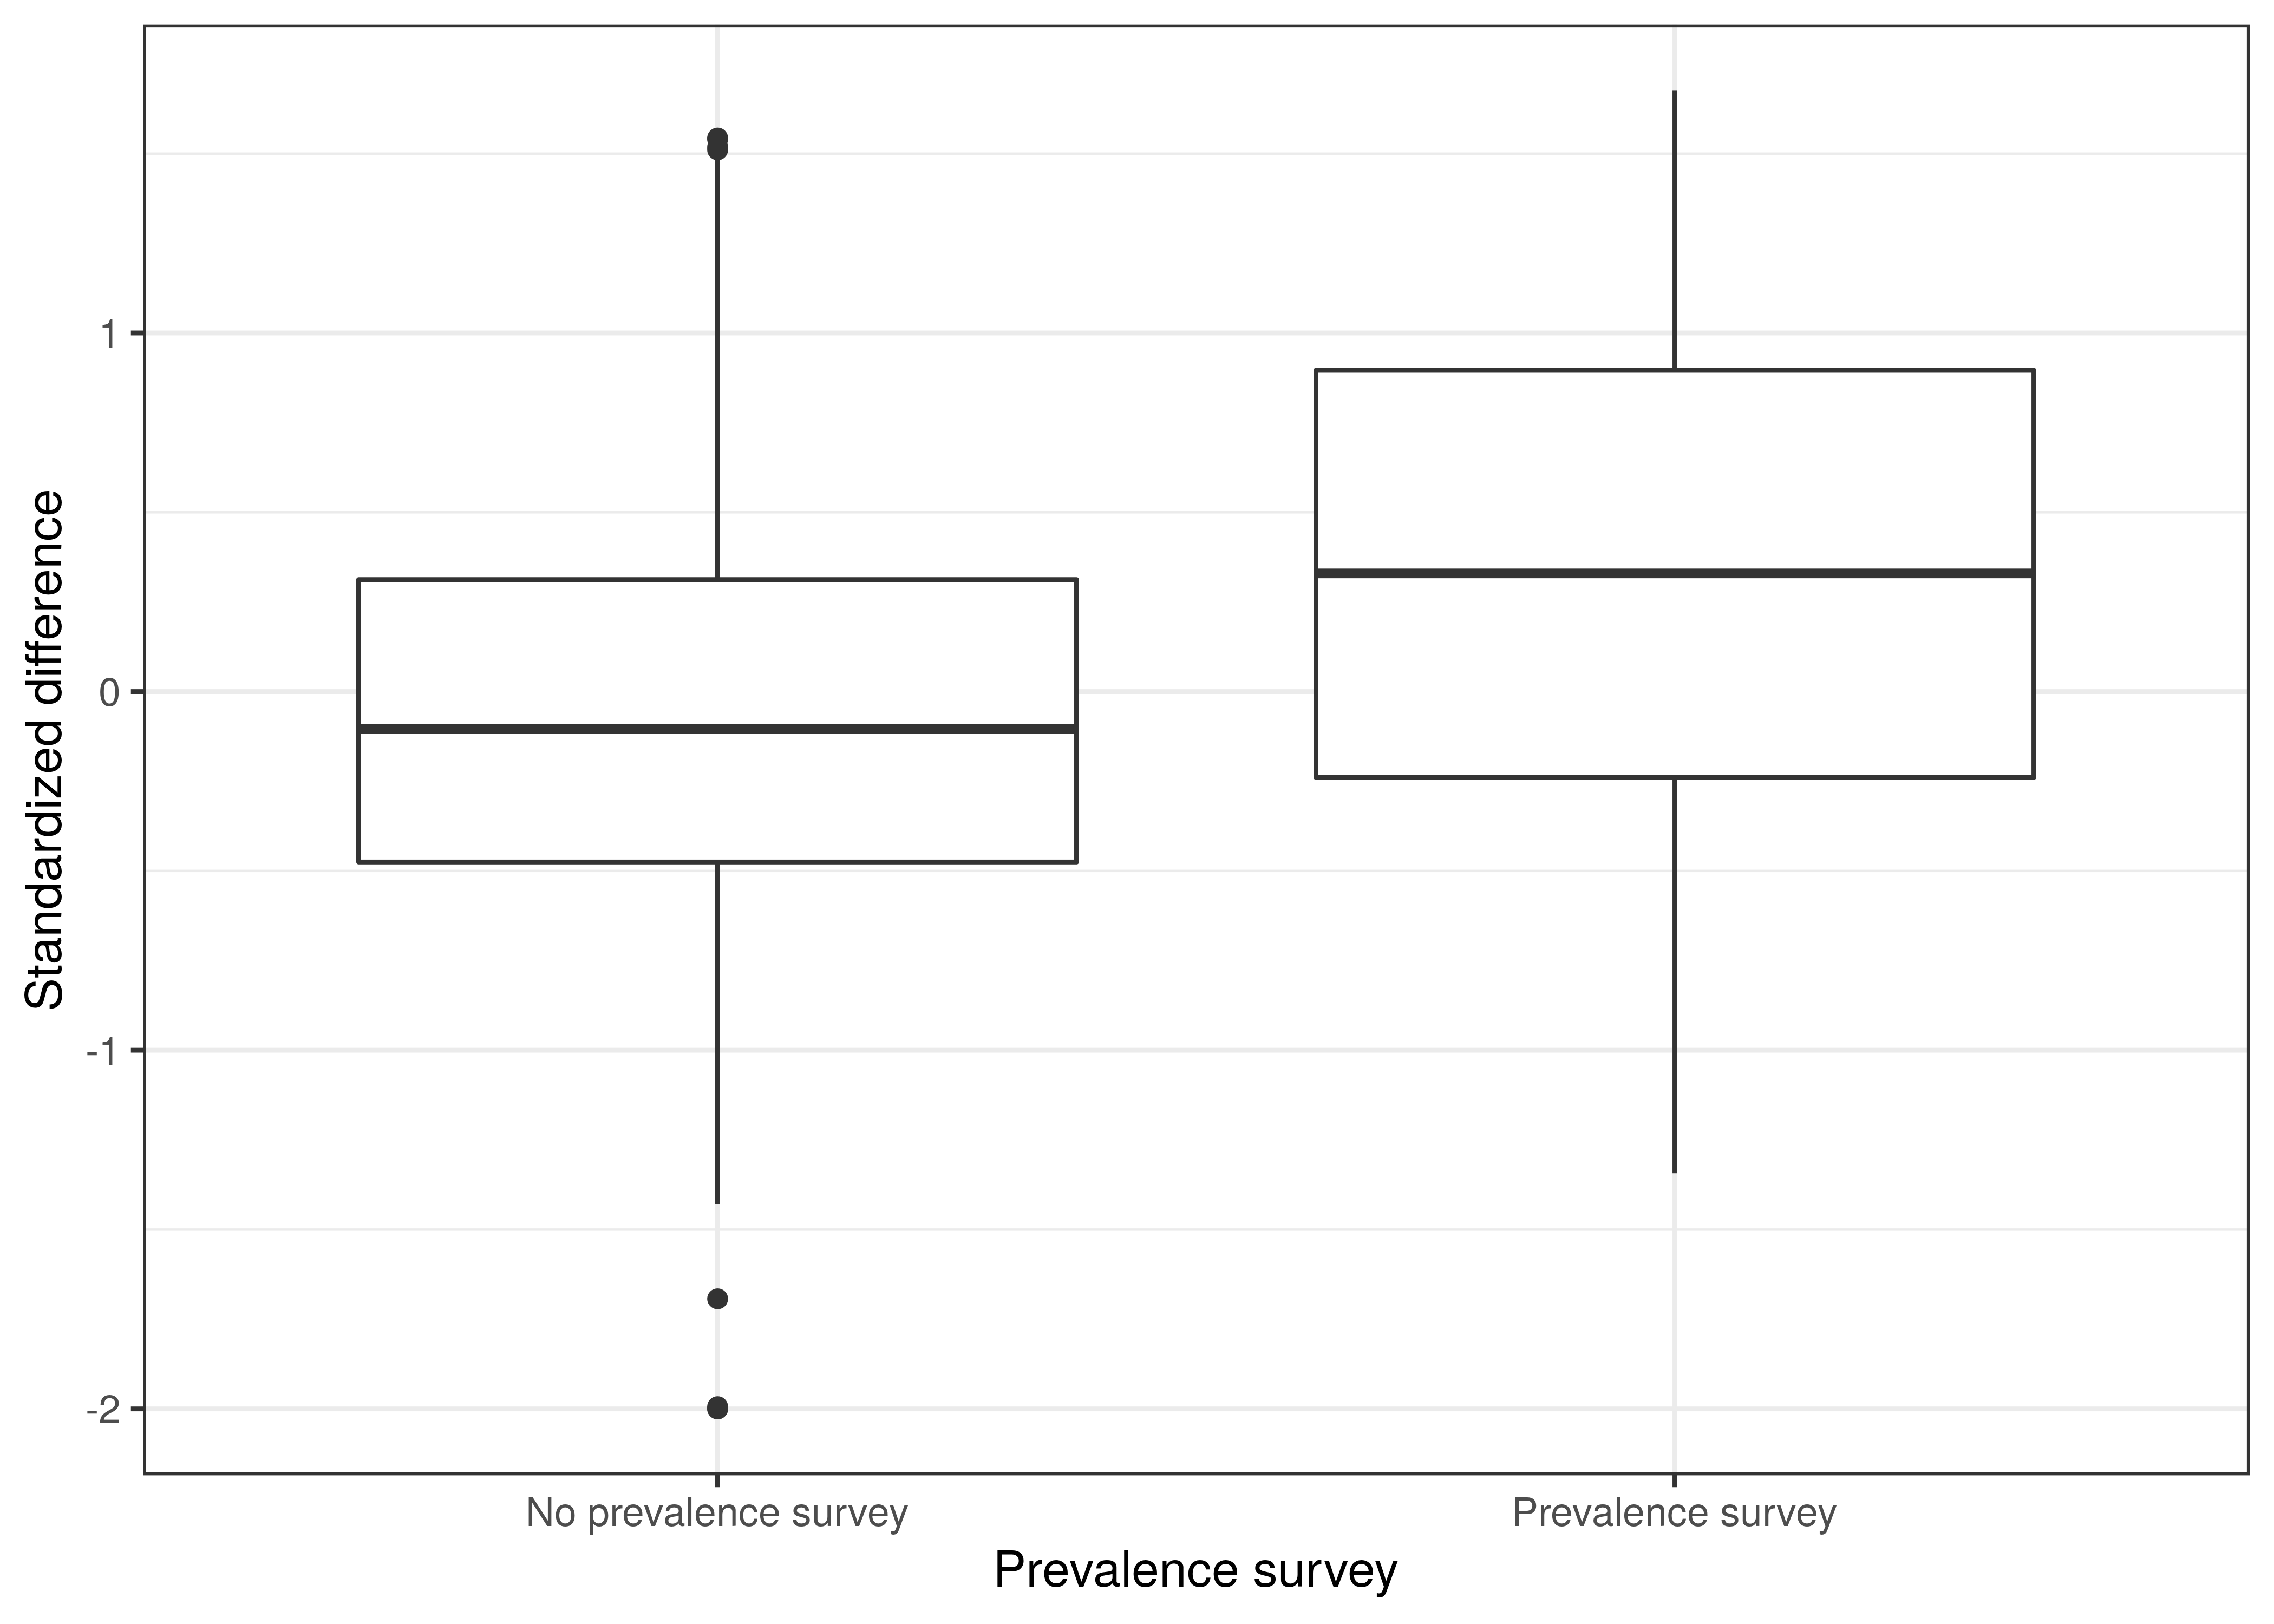 Standardized difference
1
0
-1
-2
No prevalence survey
Prevalence survey
Prevalence survey